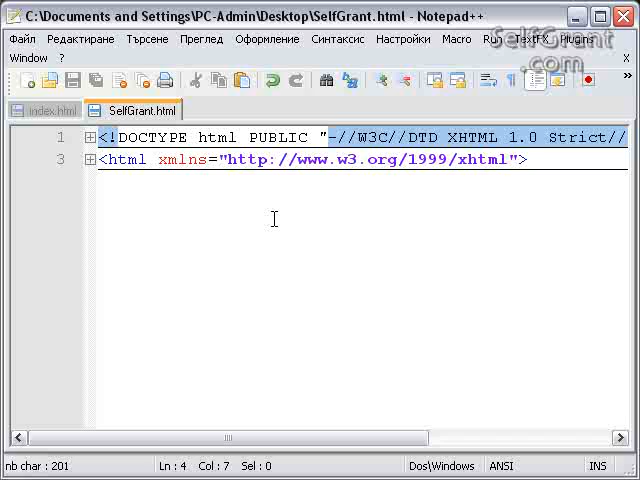 C:\Documents and Settings\PC-Admin\Desktop\SelfGrant.html - Notepad++
Файл Редактиране Търсене Преглед Оформление Синтаксис Настройки Macro Run TextFX Plugins
Window ? X
SelfGrant
.com
index.html SelfGrant.html
1 <!DOCTYPE html PUBLIC "-//W3C//DTD XHTML 1.0 Strict//
3 <html xmlns="http://www.w3.org/1999/xhtml">
nb char : 201 Ln : 4 Col : 7 Sel : 0 Dos\Windows ANSI INS